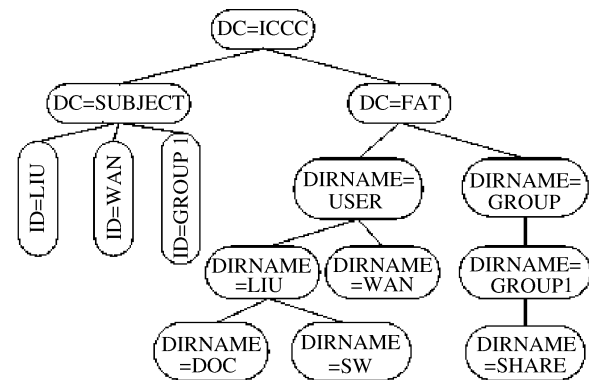 DC=ICCC
DC=SUBJECT
DC=FAT
ID=LIU
ID=WAN
ID=GROUP 1
DIRNAME=
USER
DIRNAME=
GROUP
DIRNAME
=LIU
DIRNAME
=WAN
DIRNAME=
GROUP1
DIRNAME
=DOC
DIRNAME
=SW
DIRNAME
=SHARE